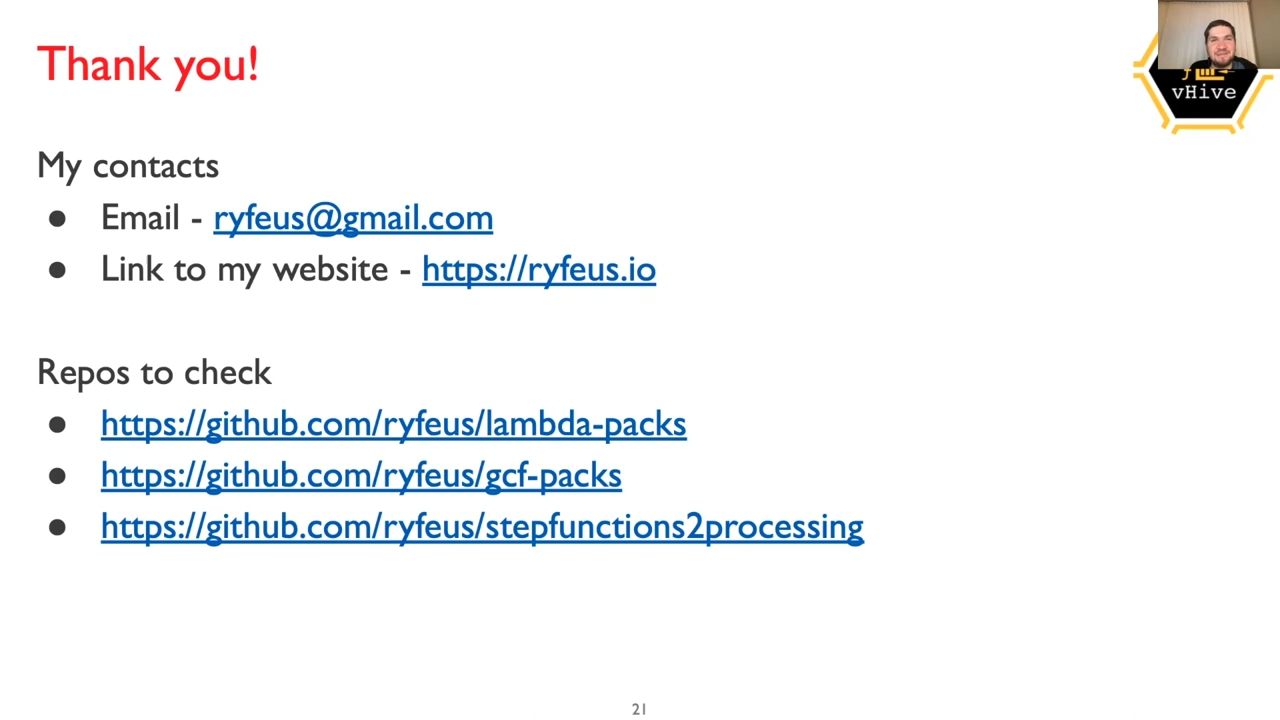 Thank you!
vHive
My contacts
● Email - ryfeus@gmail.com
● Link to my website - https://ryfeus.io
Repos to check
● https://github.com/ryfeus/lambda-packs
● https://github.com/ryfeus/gcf-packs
● https://github.com/ryfeus/stepfunctions2processing
21